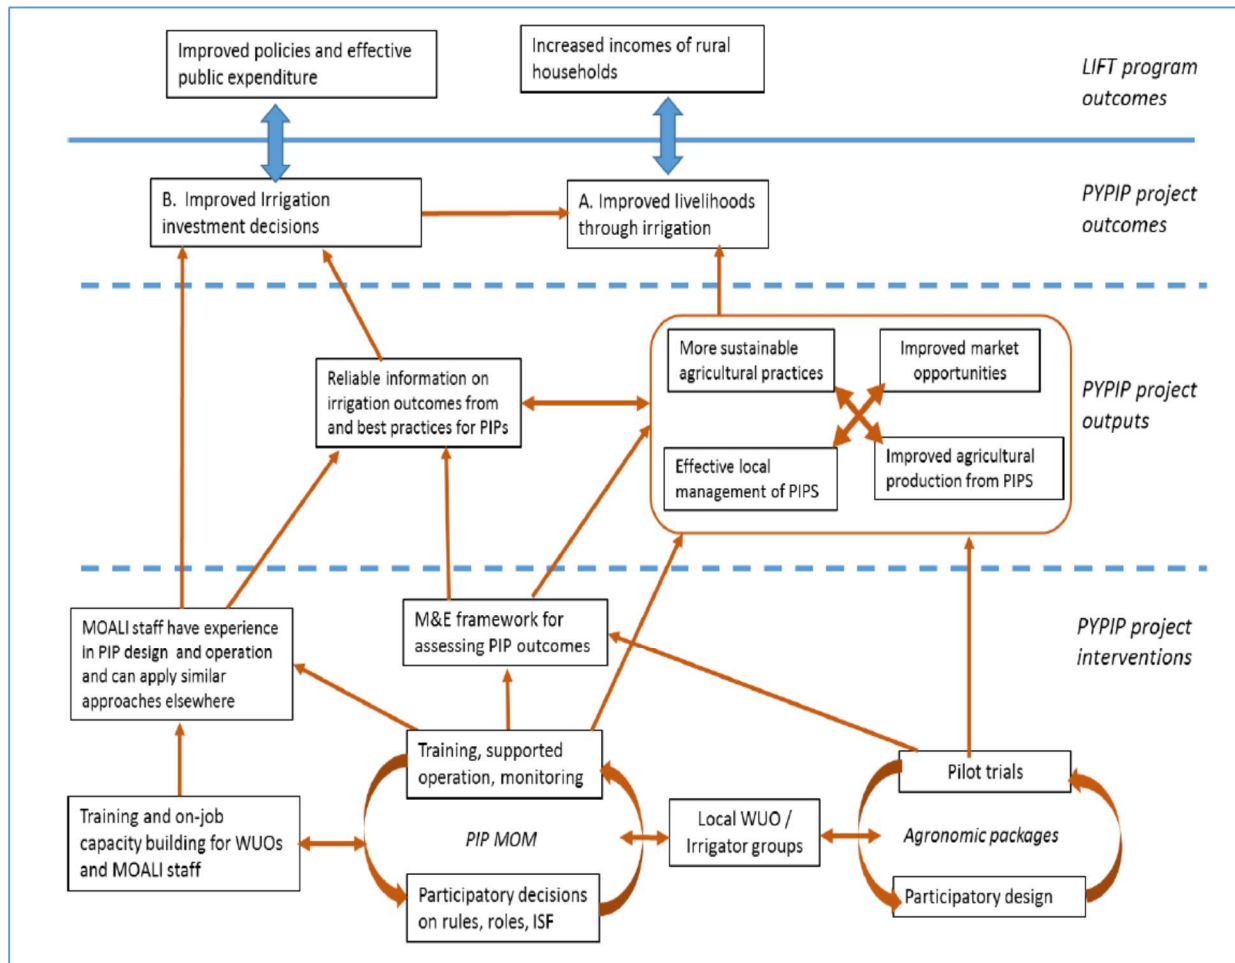 Improved policies and effective
public expenditure
Increased incomes of rural
households
LIFT program
outcomes
B.  Improved Irrigation
investment decisions
A. Improved livelihoods
through irrigation
PYPIP project
outcomes
Reliable information on
irrigation outcomes from
and best practices for PIPs
More sustainable
agricultural practices
Improved market
opportunities
Effective local
management of PIPS
Improved agricultural
production from PIPS
PYPIP project
outputs
MOALI staff have experience
in PIP design  and operation
and can apply similar
approaches elsewhere
M&E framework for
assessing PIP outcomes
PYPIP project
interventions
Training, supported
operation, monitoring
Pilot trials
Training and on-job
capacity building for WUOs
and MOALI staff
PIP MOM
Local WUO /
Irrigator groups
Agronomic packages
Participatory decisions
on rules, roles, ISF
Participatory design